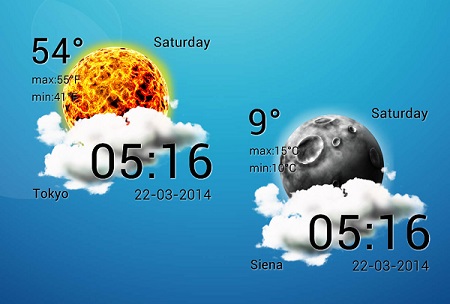 54° Saturday
max:55°F
min:41°F
05:16
Tokyo 22-03-2014
9° Saturday
max:15°C
min:10°C
05:16
Siena 22-03-2014